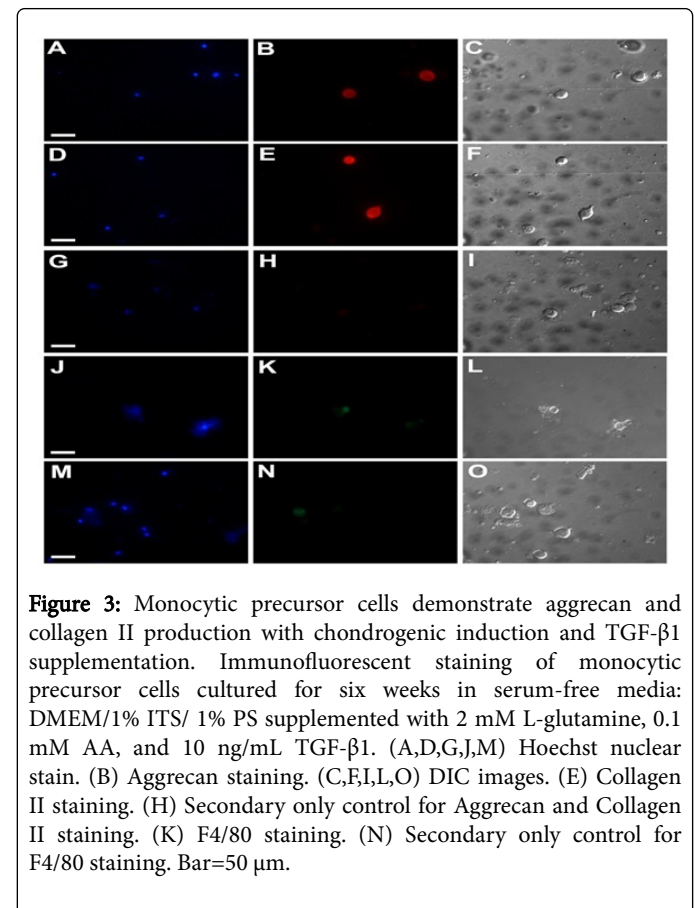 A B C
D E F
G H I
J K L
M N O
Figure 3: Monocytic precursor cells demonstrate aggrecan and
collagen II production with chondrogenic induction and TGF-β1
supplementation. Immunofluorescent staining of monocytic
precursor cells cultured for six weeks in serum-free media:
DMEM/1% ITS/ 1% PS supplemented with 2 mM L-glutamine, 0.1
mM AA, and 10 ng/mL TGF-β1. (A,D,G,J,M) Hoechst nuclear
stain. (B) Aggrecan staining. (C,F,I,L,O) DIC images. (E) Collagen
II staining. (H) Secondary only control for Aggrecan and Collagen
II staining. (K) F4/80 staining. (N) Secondary only control for
F4/80 staining. Bar=50 μm.